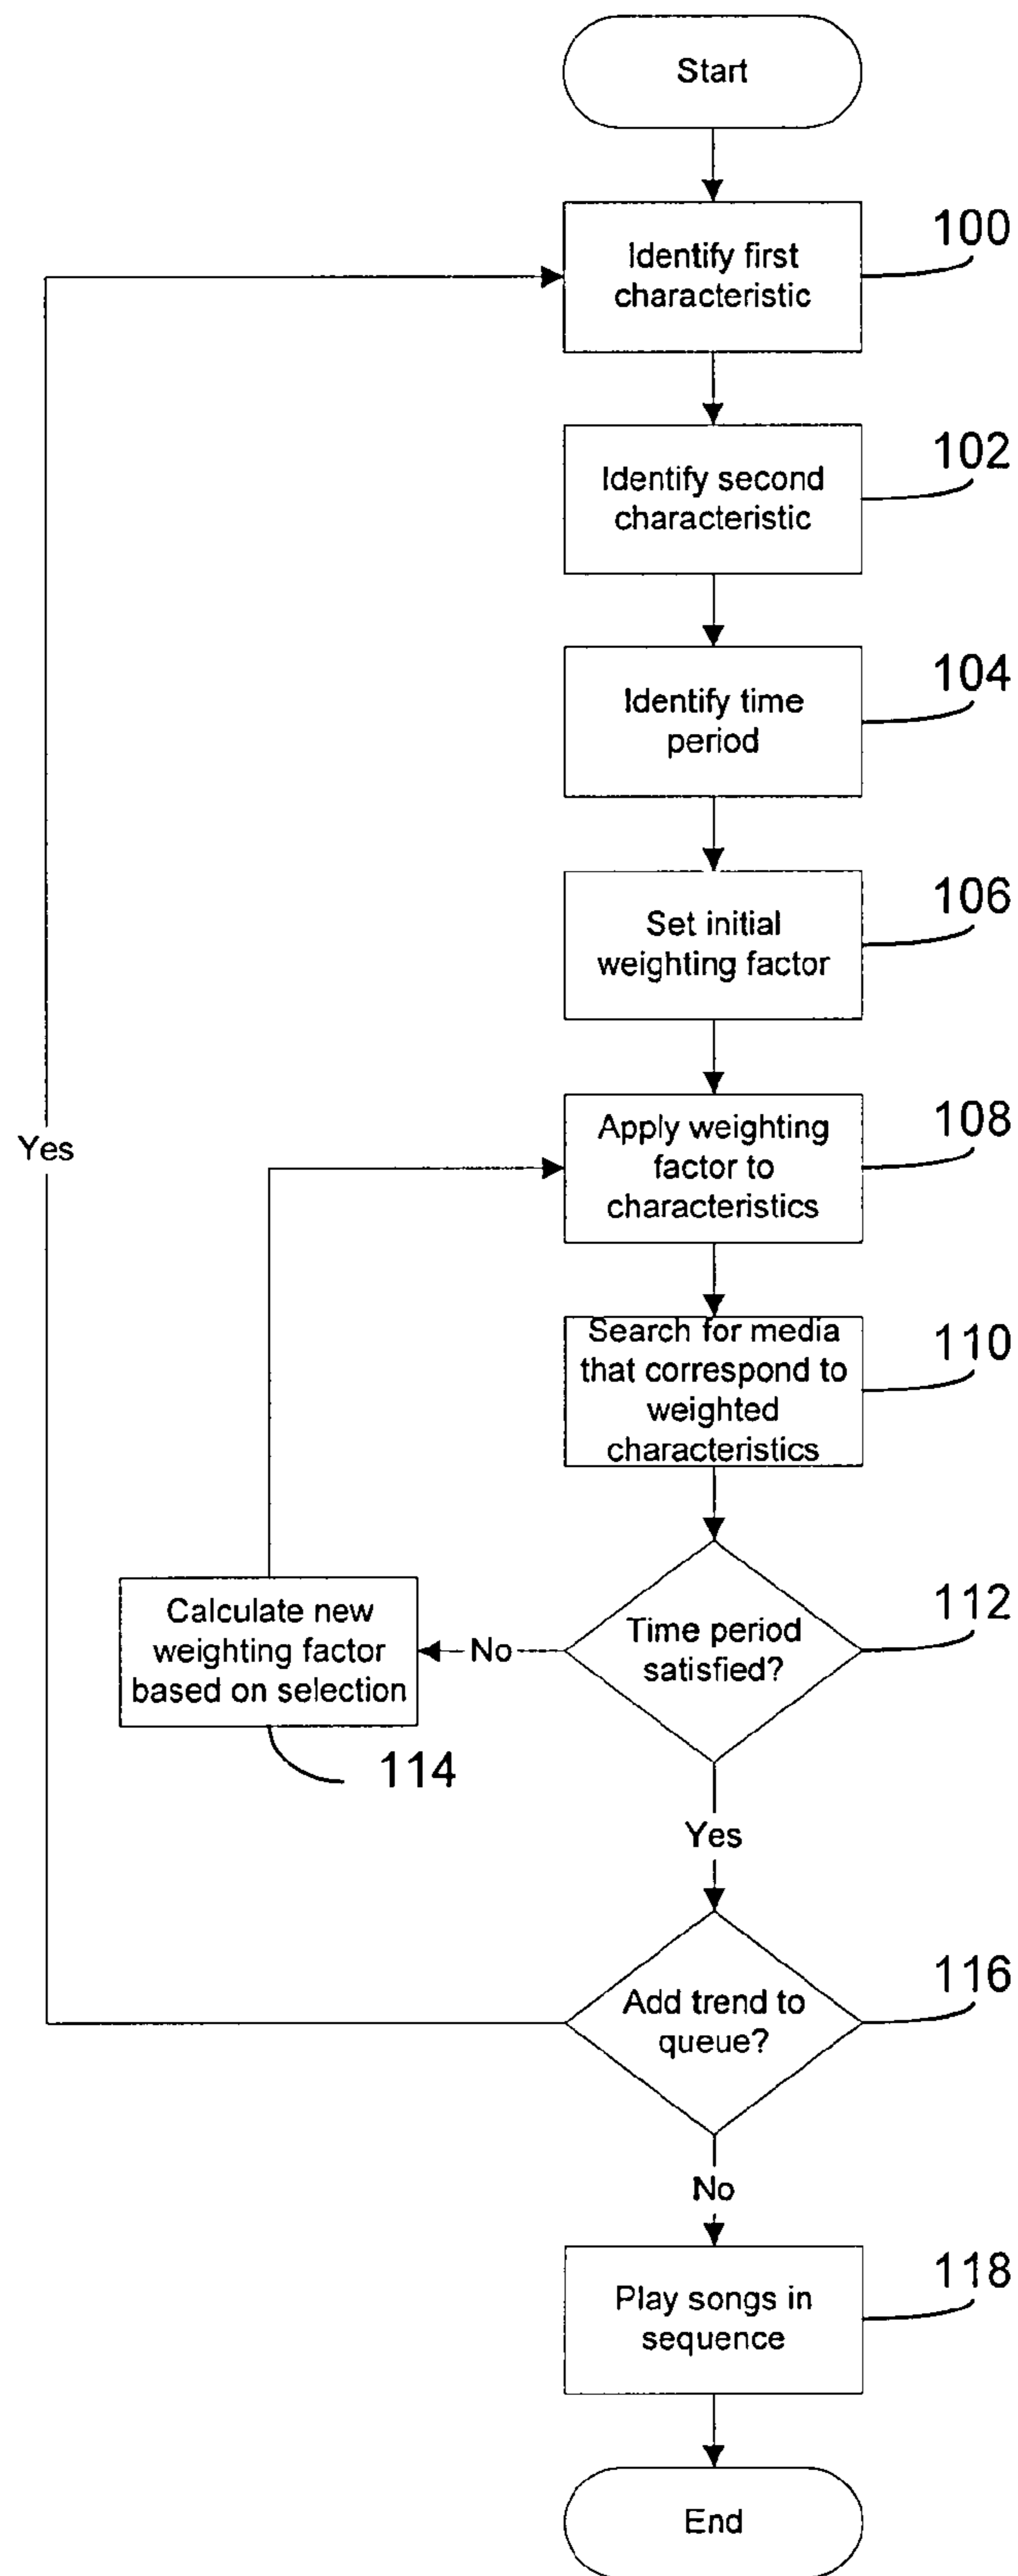 Start
Identify first
characteristic
100
Identify second
characteristic
102
Identify time
period
104
Set initial
weighting factor
106
Yes
Apply weighting
factor to
characteristics
108
Search for media
that correspond to
weighted
characteristics
110
Calculate new
weighting factor
based on selection
114
No
Time period
satisfied?
112
Yes
Add trend to
queue?
116
No
Play songs in
sequence
118
End